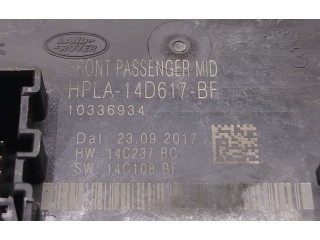 LAND-
ROVER
FRONT PASSENGER MID
HPLA-14D617-BF
10336934
Dat 23.09.2017
HW 14C237 BC
SW 14C108 BF